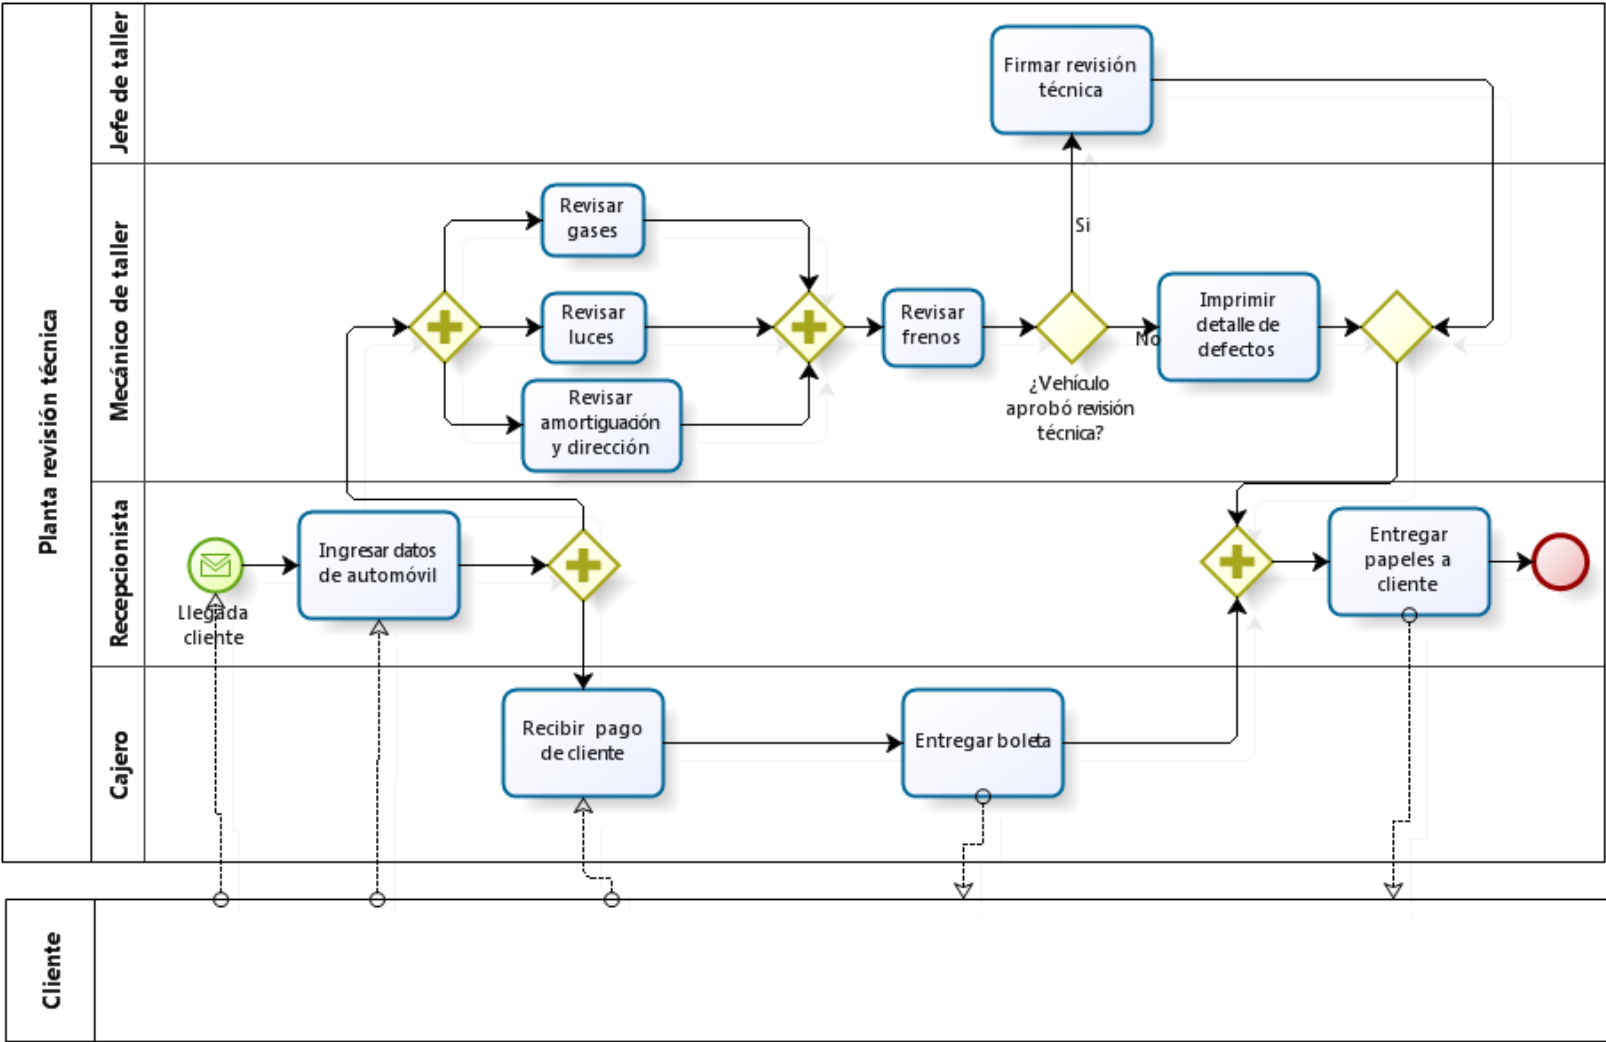 Planta revisión técnica
Jefe de taller
Firmar revisión
técnica
Mecánico de taller
Revisar
gases
Revisar
luces
Revisar
amortiguación
y dirección
Revisar
frenos
Si
No
¿Vehículo
aprobó revisión
técnica?
Imprimir
detalle de
defectos
Recepcionista
Llegada
cliente
Ingresar datos
de automóvil
Entregar
papeles a
cliente
Cajero
Recibir pago
de cliente
Entregar boleta
Cliente